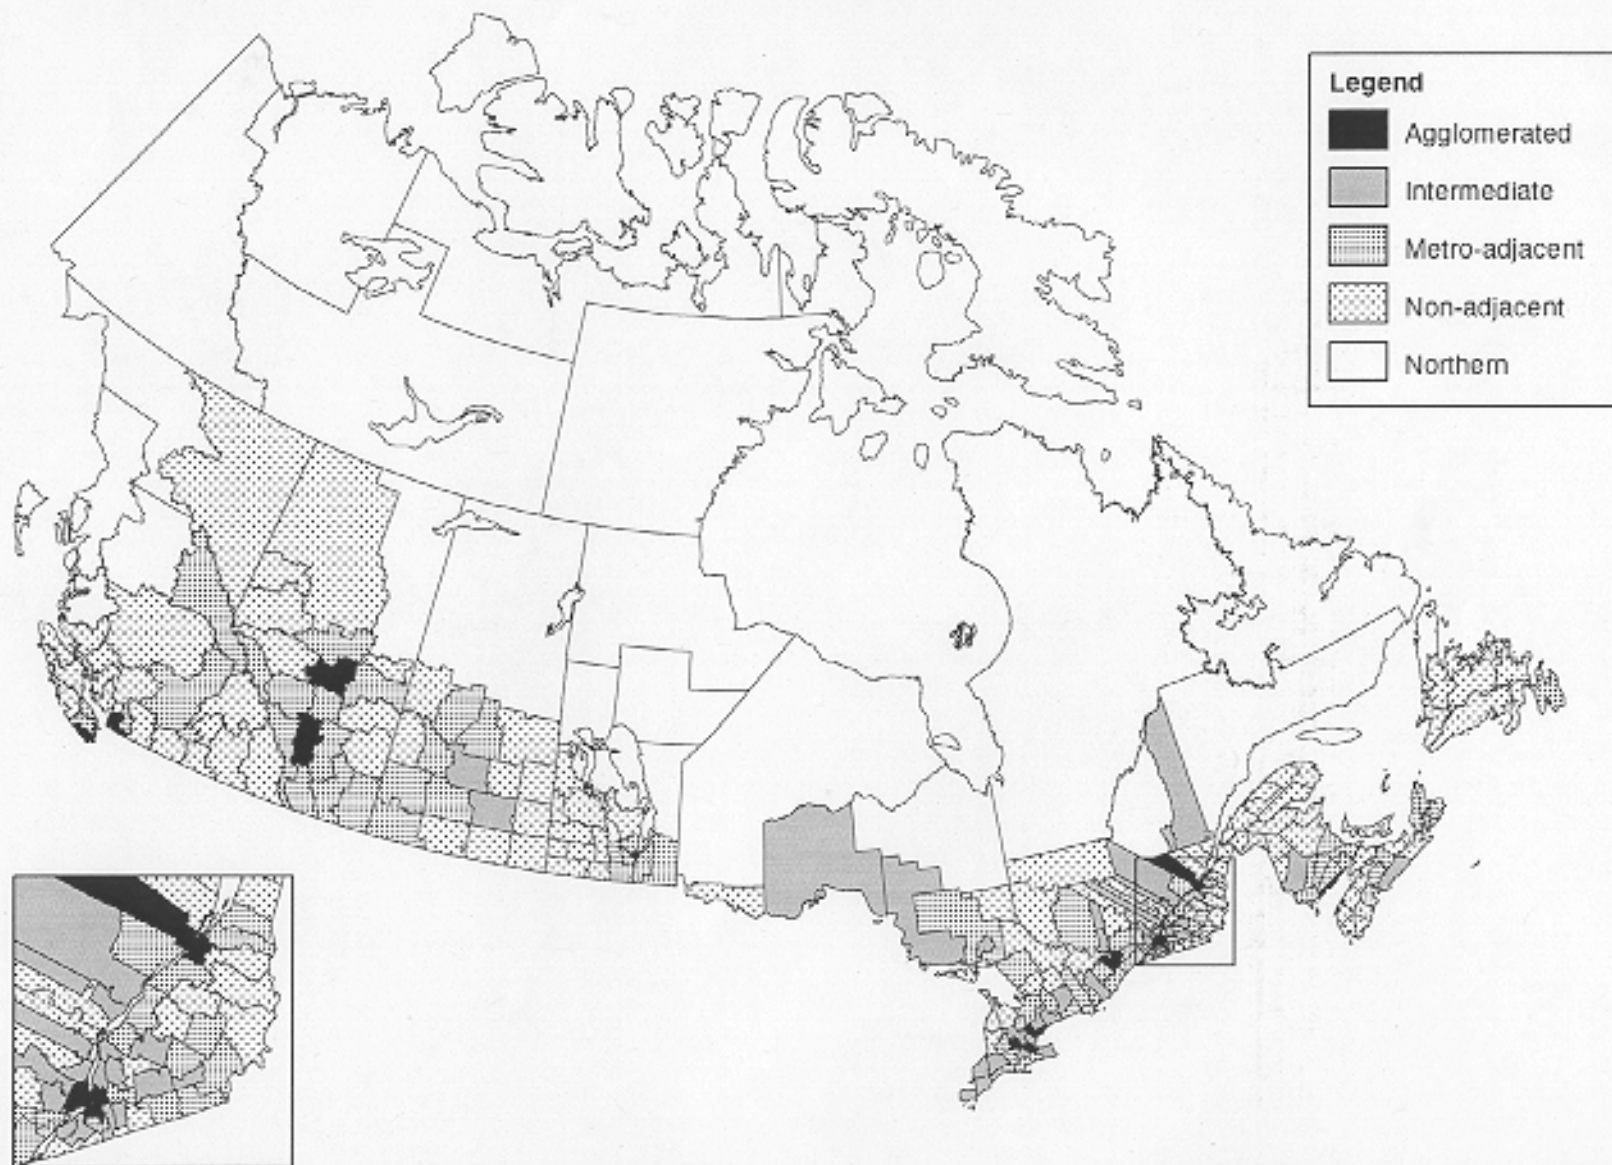 Legend
Agglomerated
Intermediate
Metro-adjacent
Non-adjacent
Northern